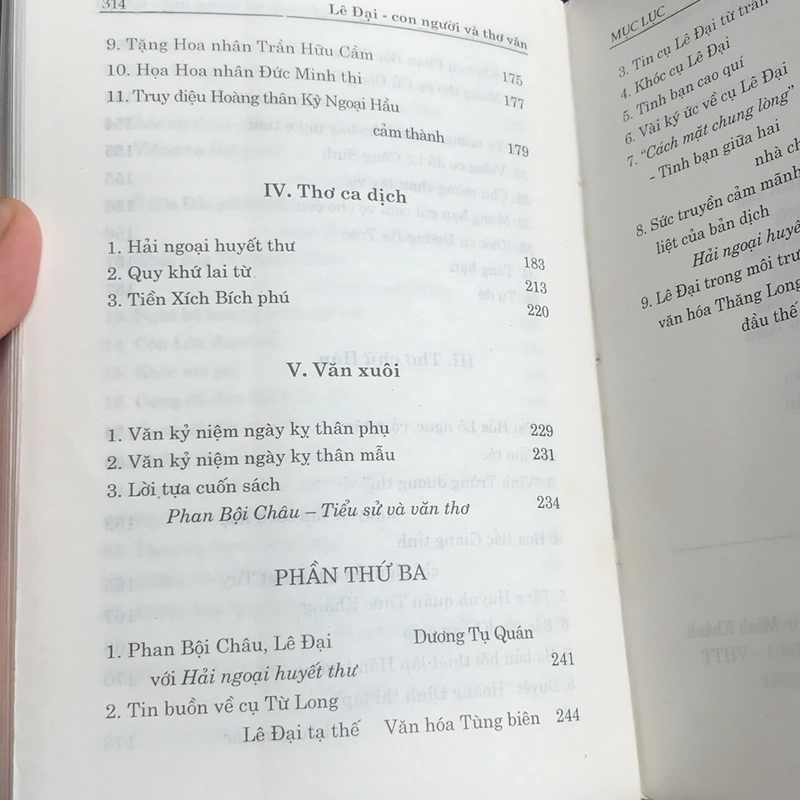 314
Lê Đại - con người và thơ văn
9. Tặng Hoa nhân Trần Hữu Cầm 175
10. Họa Hoa nhân Đức Minh thi 177
11. Truy diệu Hoàng thân Kỳ Ngoại Hầu
cảm thành 179
IV. Thơ ca dịch
1. Hải ngoại huyết thư 183
2. Quy khứ lai từ 213
3. Tiền Xích Bích phú 220
V. Văn xuôi
1. Văn kỷ niệm ngày kỵ thân phụ 229
2. Văn kỷ niệm ngày kỵ thân mẫu 231
3. Lời tựa cuốn sách
Phan Bội Châu – Tiểu sử và văn thơ 234
PHẦN THỨ BA
1. Phan Bội Châu, Lê Đại Dương Tụ Quán
với Hải ngoại huyết thư 241
2. Tin buồn về cụ Từ Long
Lê Đại tạ thế Văn hóa Tùng biên 244
MỤC LỤC
3. Tin cụ Lê Đại từ trần
4. Khóc cụ Lê Đại
5. Tình bạn cao quí
6. Vài ký ức về cụ Lê Đại
7. “Cách mặt chung lòng”
- Tình bạn giữa hai
nhà
8. Sức truyền cảm mãnh
liệt của bản dịch
Hải ngoại
9. Lê Đại trong môi
văn hóa Thăng Long
đầu thế